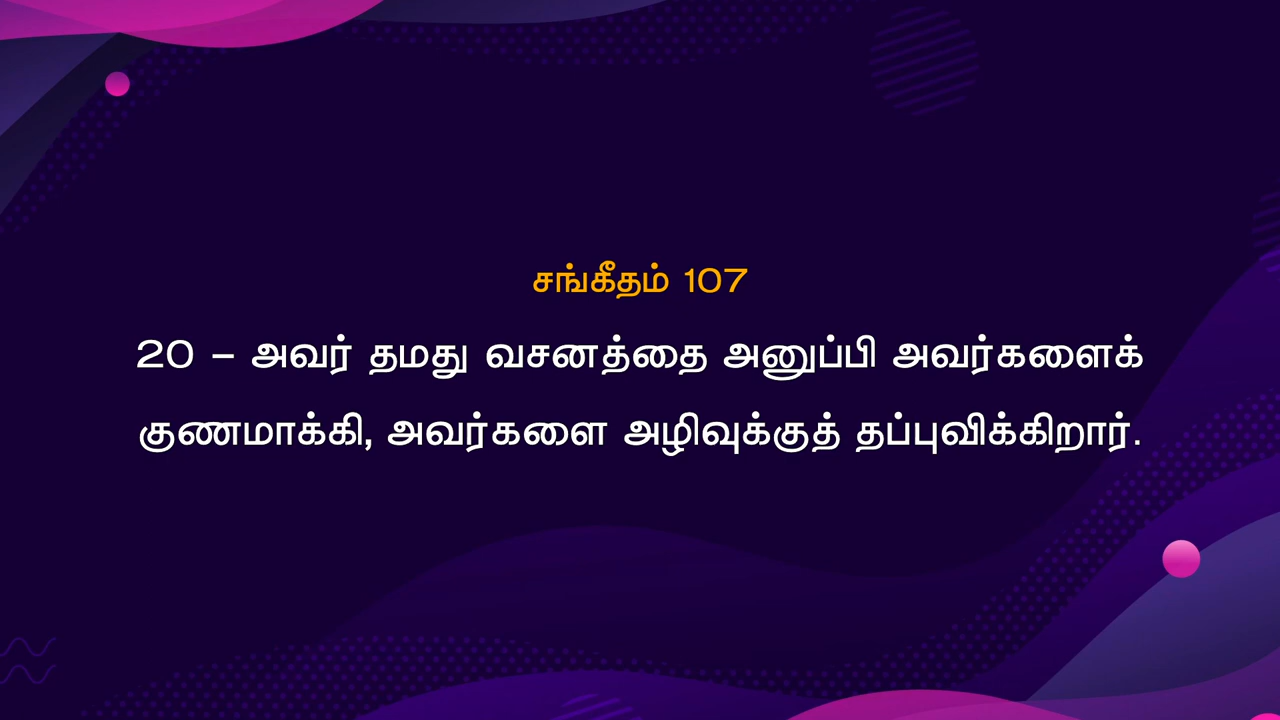 சங்கீதம் 107
20 – அவர் தமது வசனத்தை அனுப்பி அவர்களைக்
குணமாக்கி, அவர்களை அழிவுக்குத் தப்புவிக்கிறார்.